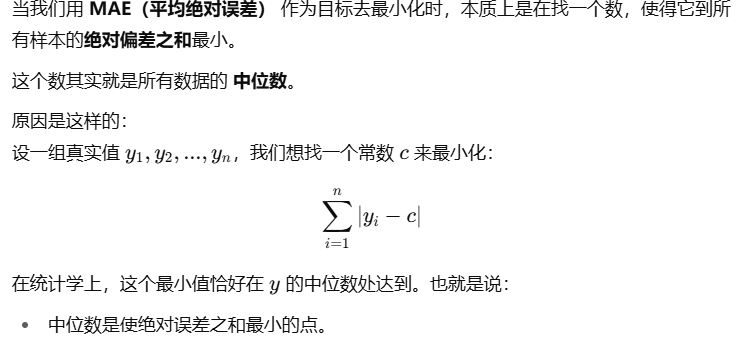 当我们用 MAE（平均绝对误差） 作为目标去最小化时，本质上是在找一个数，使得它到所
有样本的绝对偏差之和最小。
这个数其实就是所有数据的 中位数。
原因是这样的：
设一组真实值 y₁, y₂, ..., yₙ，我们想找一个常数 c 来最小化：
∑ᵢ₌₁ⁿ |yᵢ − c|
在统计学上，这个最小值恰好在 y 的中位数处达到。也就是说：
• 中位数是使绝对误差之和最小的点。